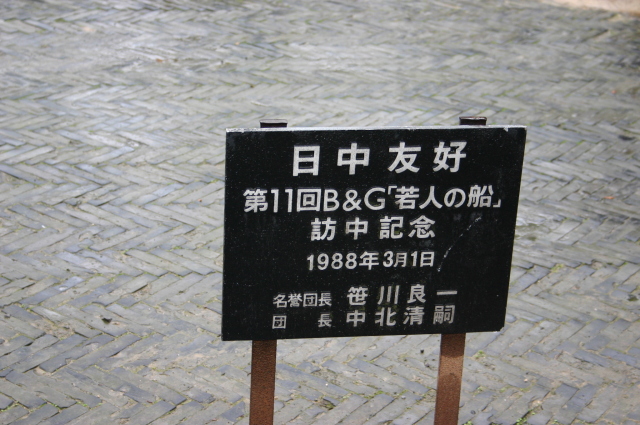 日中友好
第11回B&G「若人の船」
訪中記念
1988年3月1日
名誉団長 笹川良一
団長 中北清嗣